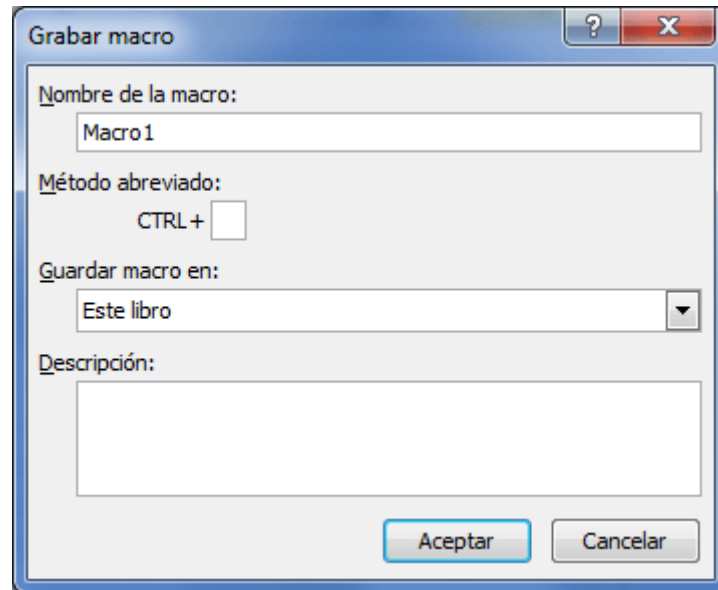 Grabar macro
Nombre de la macro:
Macro1
Método abreviado:
CTRL+
Guardar macro en:
Este libro
Descripción:
Aceptar Cancelar